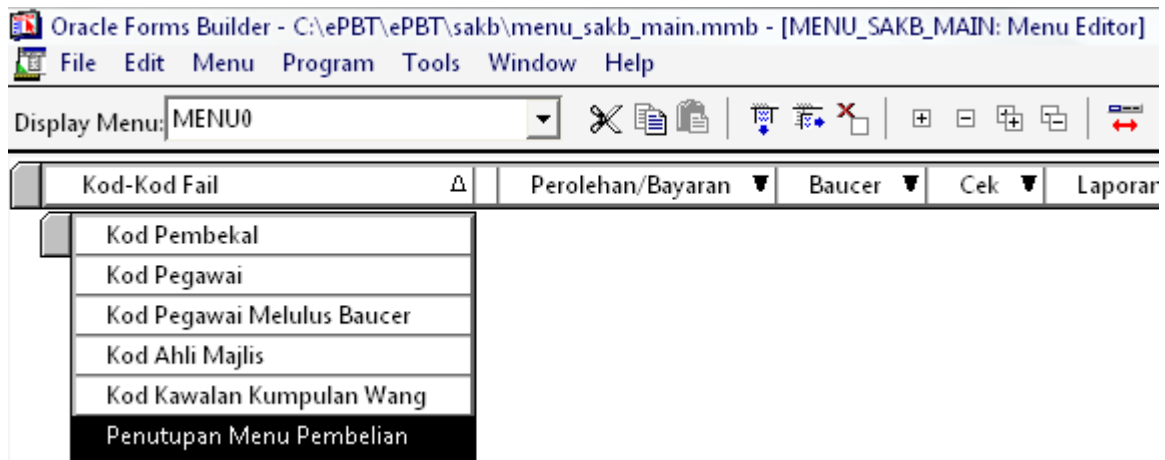 Oracle Forms Builder - C:\ePBT\ePBT\sakb\menu_sakb_main.mmb - [MENU_SAKB_MAIN: Menu Editor]
File Edit Menu Program Tools Window Help
Display Menu: MENU0
Kod-Kod Fail Perolehan/Bayaran Baucer Cek Laporan
Kod Pembekal
Kod Pegawai
Kod Pegawai Melulus Baucer
Kod Ahli Majlis
Kod Kawalan Kumpulan Wang
Penutupan Menu Pembelian